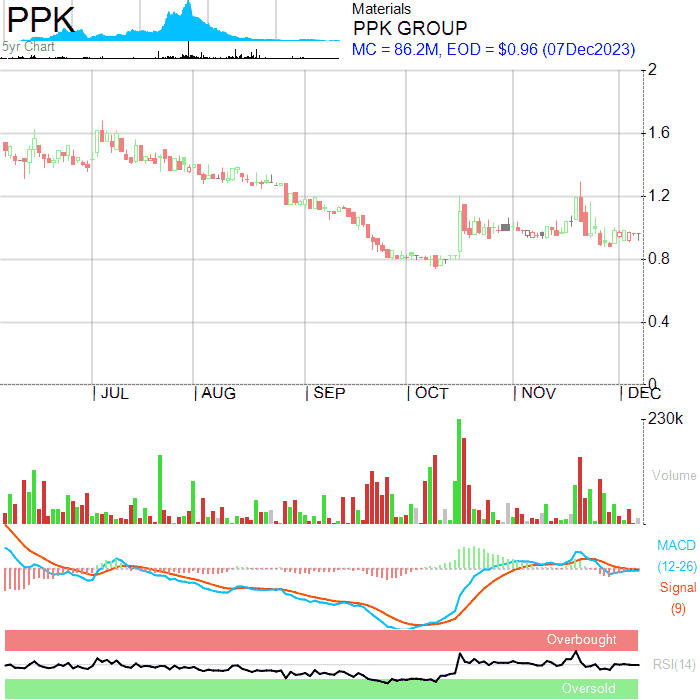 PPK
5yr Chart
Materials
PPK GROUP
MC = 86.2M, EOD = $0.96 (07Dec2023)
2
1.6
1.2
0.8
0.4
0
JUL AUG SEP OCT NOV DEC
230k
Volume
MACD
(12-26)
Signal
(9)
Overbought
RSI(14)
Oversold